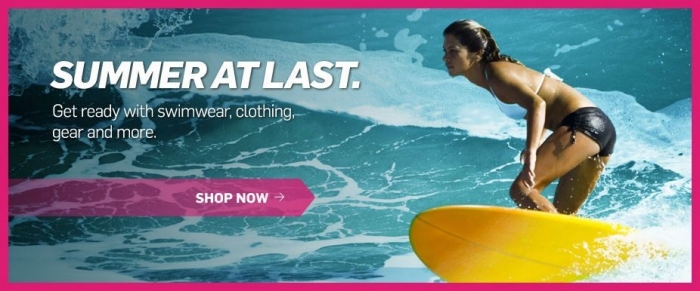 SUMMER AT LAST.
Get ready with swimwear, clothing,
gear and more.
SHOP NOW →